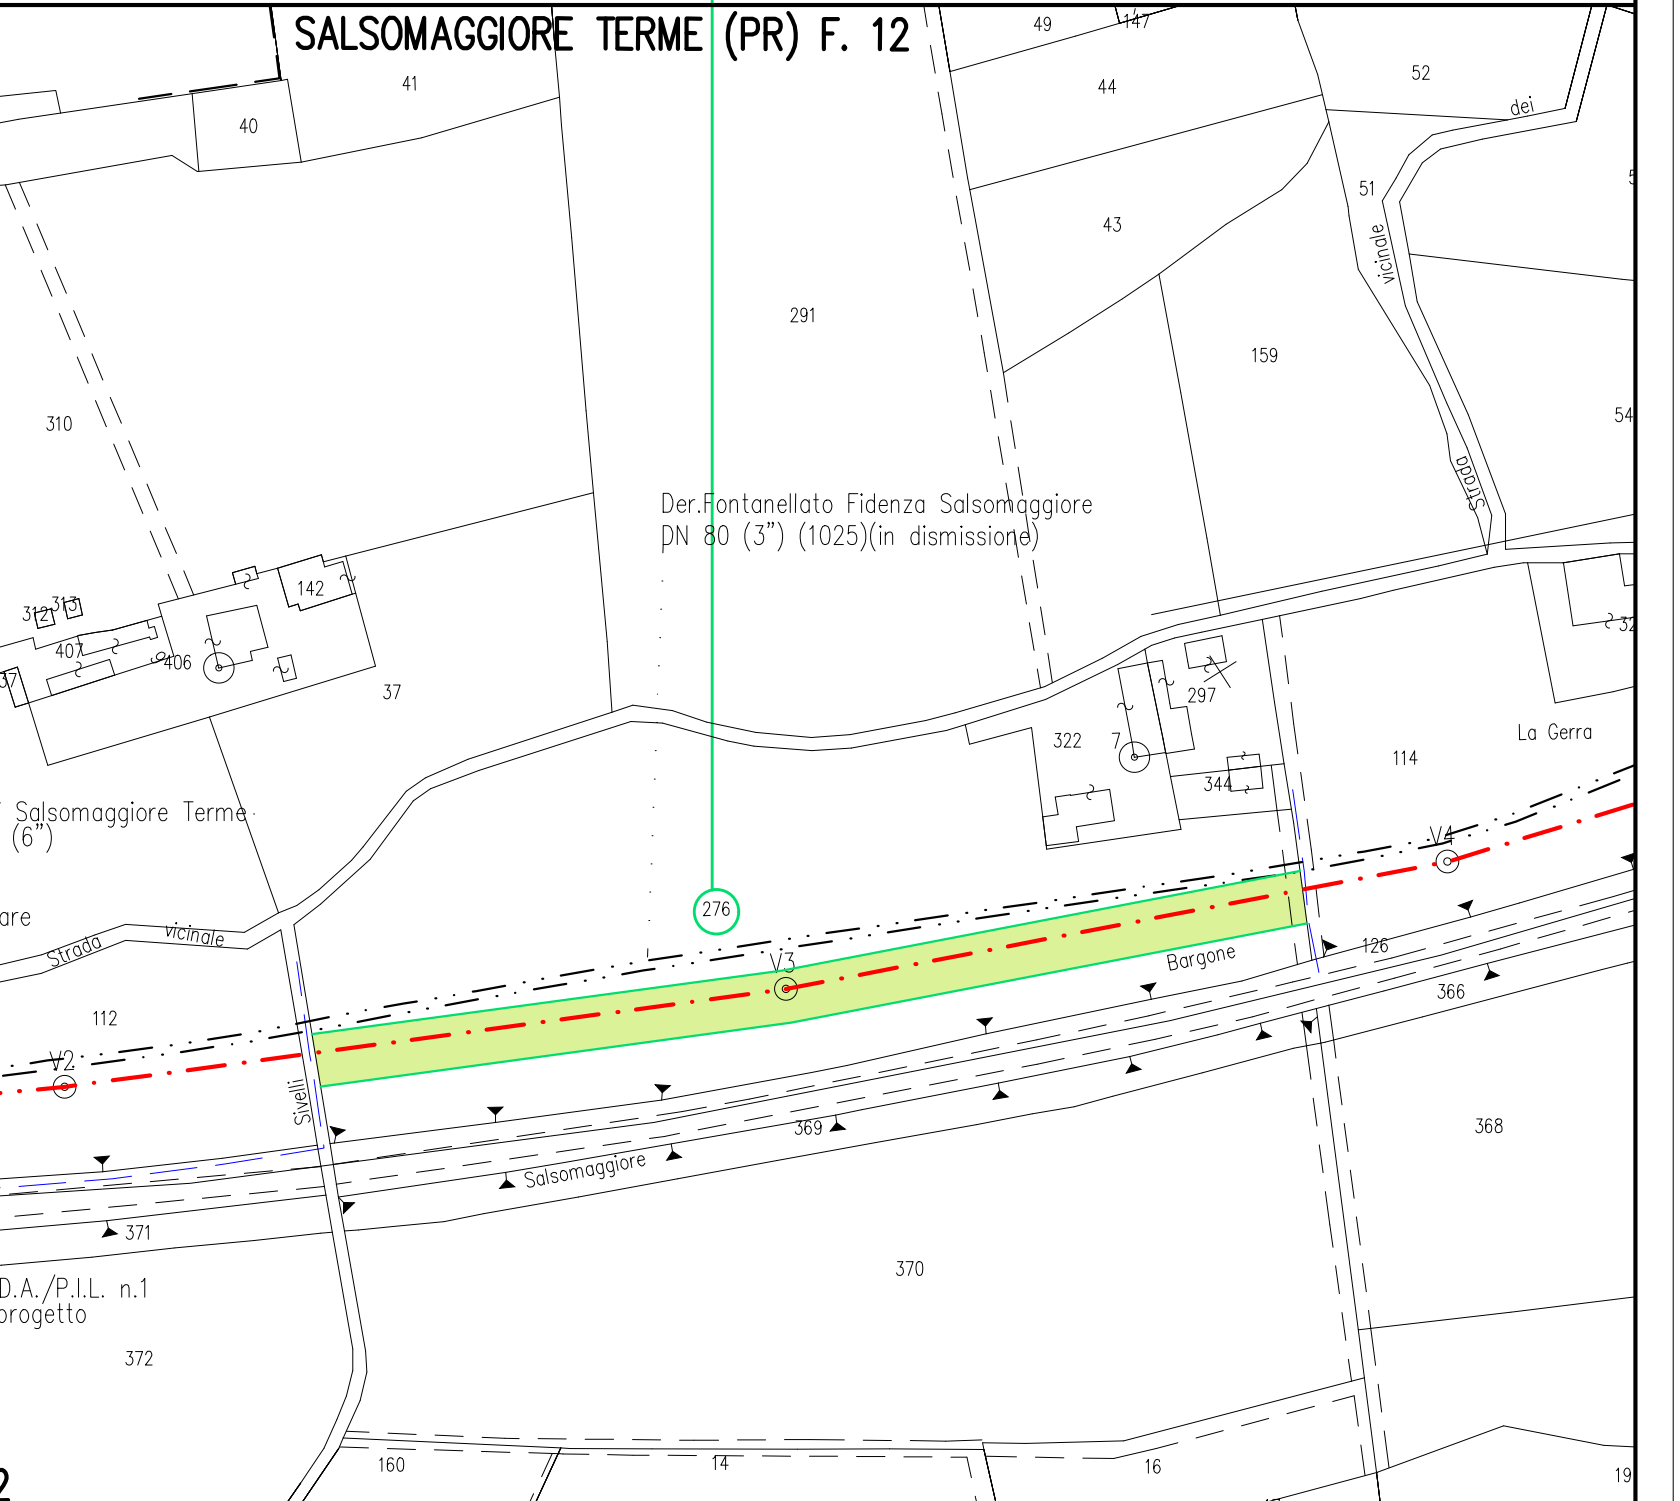 SALSOMAGGIORE TERME (PR) F. 12
49
147
41
44
52
40
dei
51
43
vicinale
291
159
310
54
Strada
Der.Fontanellato Fidenza Salsomaggiore
DN 80 (3”) (1025)(in dismissione)
142
312
313
407
406
37
37
297
322
7
La Gerra
114
344
Salsomaggiore Terme
(6”)
V4
276
are
Strada
vicinale
V3
Bargone
126
366
112
V2
Siveli
369
368
Salsomaggiore
371
370
D.A./P.I.L. n.1
progetto
372
160
14
16
19
2